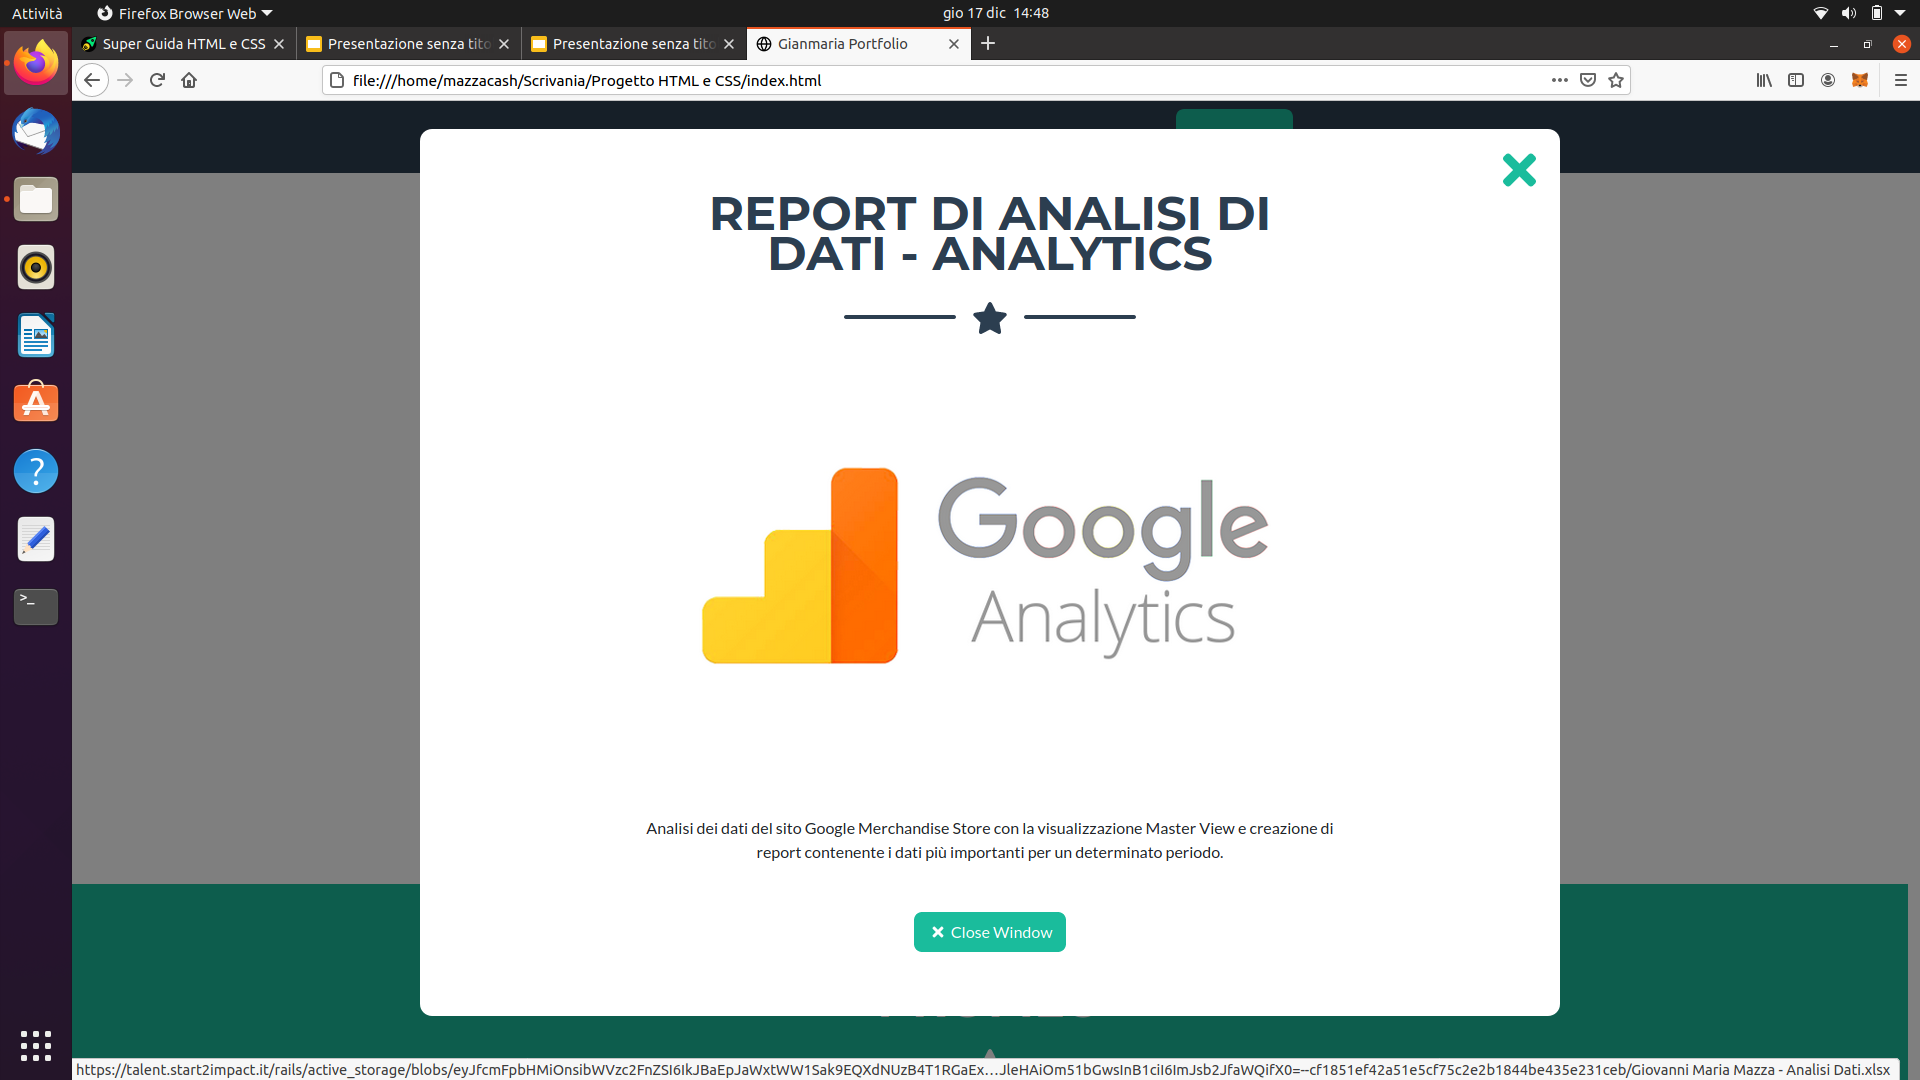 Attività
Firefox Browser Web
gio 17 dic 14:48
Super Guida HTML e CSS
Presentazione senza tito
Presentazione senza tito
Gianmaria Portfolio
file:///home/mazzacash/Scrivania/Progetto HTML e CSS/index.html
REPORT DI ANALISI DI
DATI - ANALYTICS
Google
Analytics
Analisi dei dati del sito Google Merchandise Store con la visualizzazione Master View e creazione di
report contenente i dati più importanti per un determinato periodo.
Close Window
https://talent.start2impact.it/rails/active_storage/blobs/eyJfcmFpbHMiOnsibWVzc2FnZSI6IkJBaEpJaWxtWW1Sak9EQXdNUzB4T1RGaEx…JleHAiOm51bGwsInB1ciI6ImJsb2JfaWQifX0=--cf1851ef42a51e5cf75c2e2b1844be435e231ceb/Giovanni Maria Mazza - Analisi Dati.xlsx